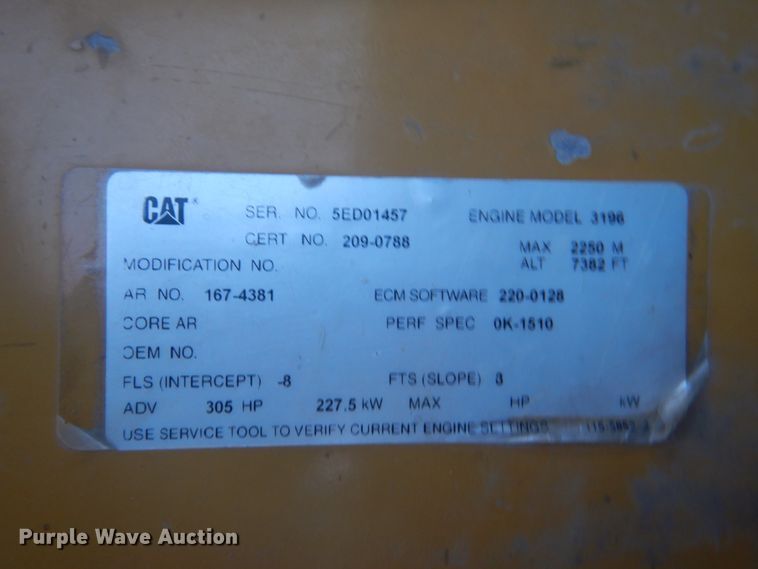 CAT® SER. NO. 5ED01457 ENGINE MODEL 3196
CERT NO. 209-0788 MAX 2250 M
MODIFICATION NO. ALT 7382 FT
AR NO. 167-4381 ECM SOFTWARE 220-0128
CORE AR PERF SPEC 0K-1510
OEM NO.
FLS (INTERCEPT) -8 FTS (SLOPE) 8
ADV 305 HP 227.5 kW MAX HP kW
USE SERVICE TOOL TO VERIFY CURRENT ENGINE SETTINGS
Purple Wave Auction